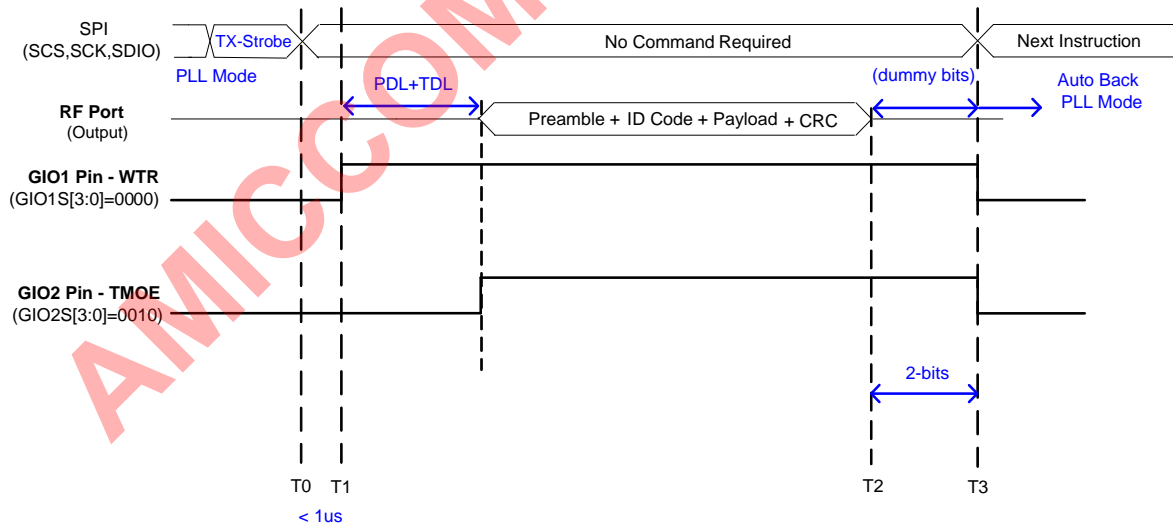 SPI
(SCS,SCK,SDIO)
TX-Strobe
No Command Required
Next Instruction
PLL Mode
PDL+TDL
(dummy bits)
Auto Back
PLL Mode
RF Port
(Output)
Preamble + ID Code + Payload + CRC
GIO1 Pin - WTR
(GIO1S[3:0]=0000)
GIO2 Pin - TMOE
(GIO2S[3:0]=0010)
2-bits
T0
T1
T2
T3
< 1us
AMICCOM